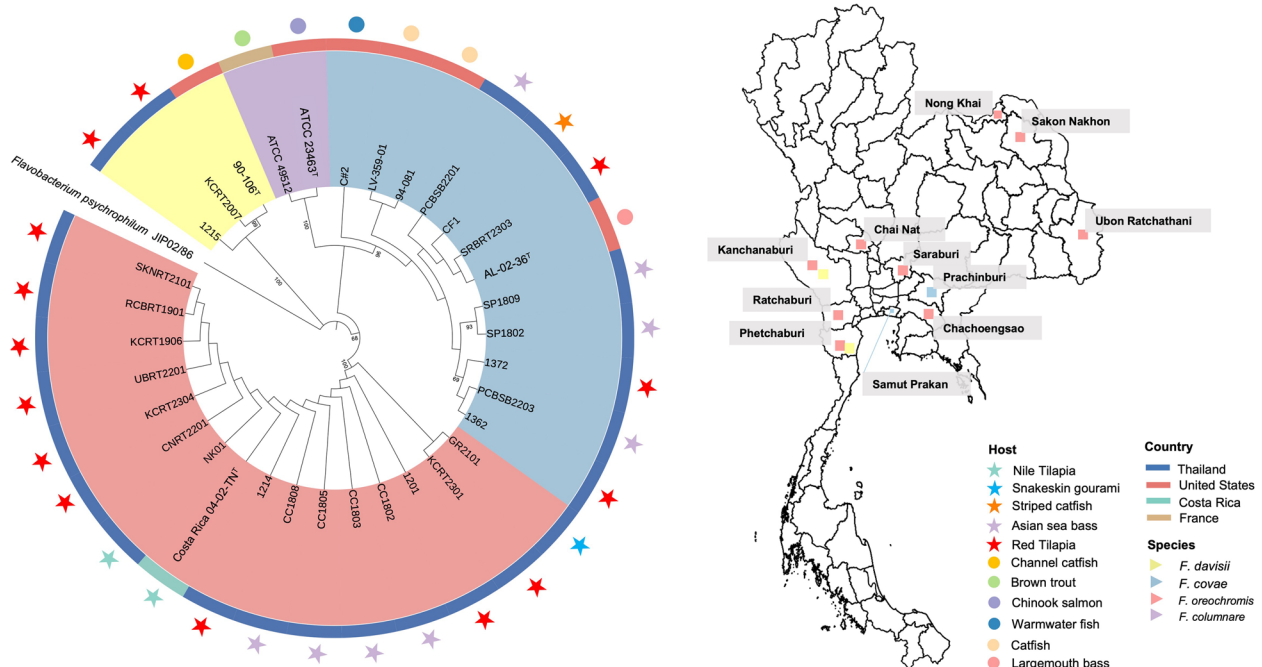 Flavobacterium psychrophilum JIP02/86
1215
KCRT2007
90-106T
ATCC 49512
ATCC 23463T
C#2
LV-359-01
94-081
PCBSB2201
CF1
SRBRT2303
AL-02-36T
SP1809
SP1802
1372
PCBSB2203
1362
GR2101
KCRT2301
1201
CC1802
CC1803
CC1805
CC1808
1214
Costa Rica 04-02-TNT
NK01
CNRT2201
KCRT2304
UBRT2201
KCRT1906
RCBRT1901
SKNRT2101
99
100
100
96
93
100
Nong Khai
Sakon Nakhon
Ubon Ratchathani
Chai Nat
Kanchanaburi
Saraburi
Prachinburi
Ratchaburi
Phetchaburi
Chachoengsao
Samut Prakan
Host
Nile Tilapia
Snakeskin gourami
Striped catfish
Asian sea bass
Red Tilapia
Channel catfish
Brown trout
Chinook salmon
Warmwater fish
Catfish
Largemouth bass
Country
Thailand
United States
Costa Rica
France
Species
F. davisii
F. covae
F. oreochromis
F. columnare